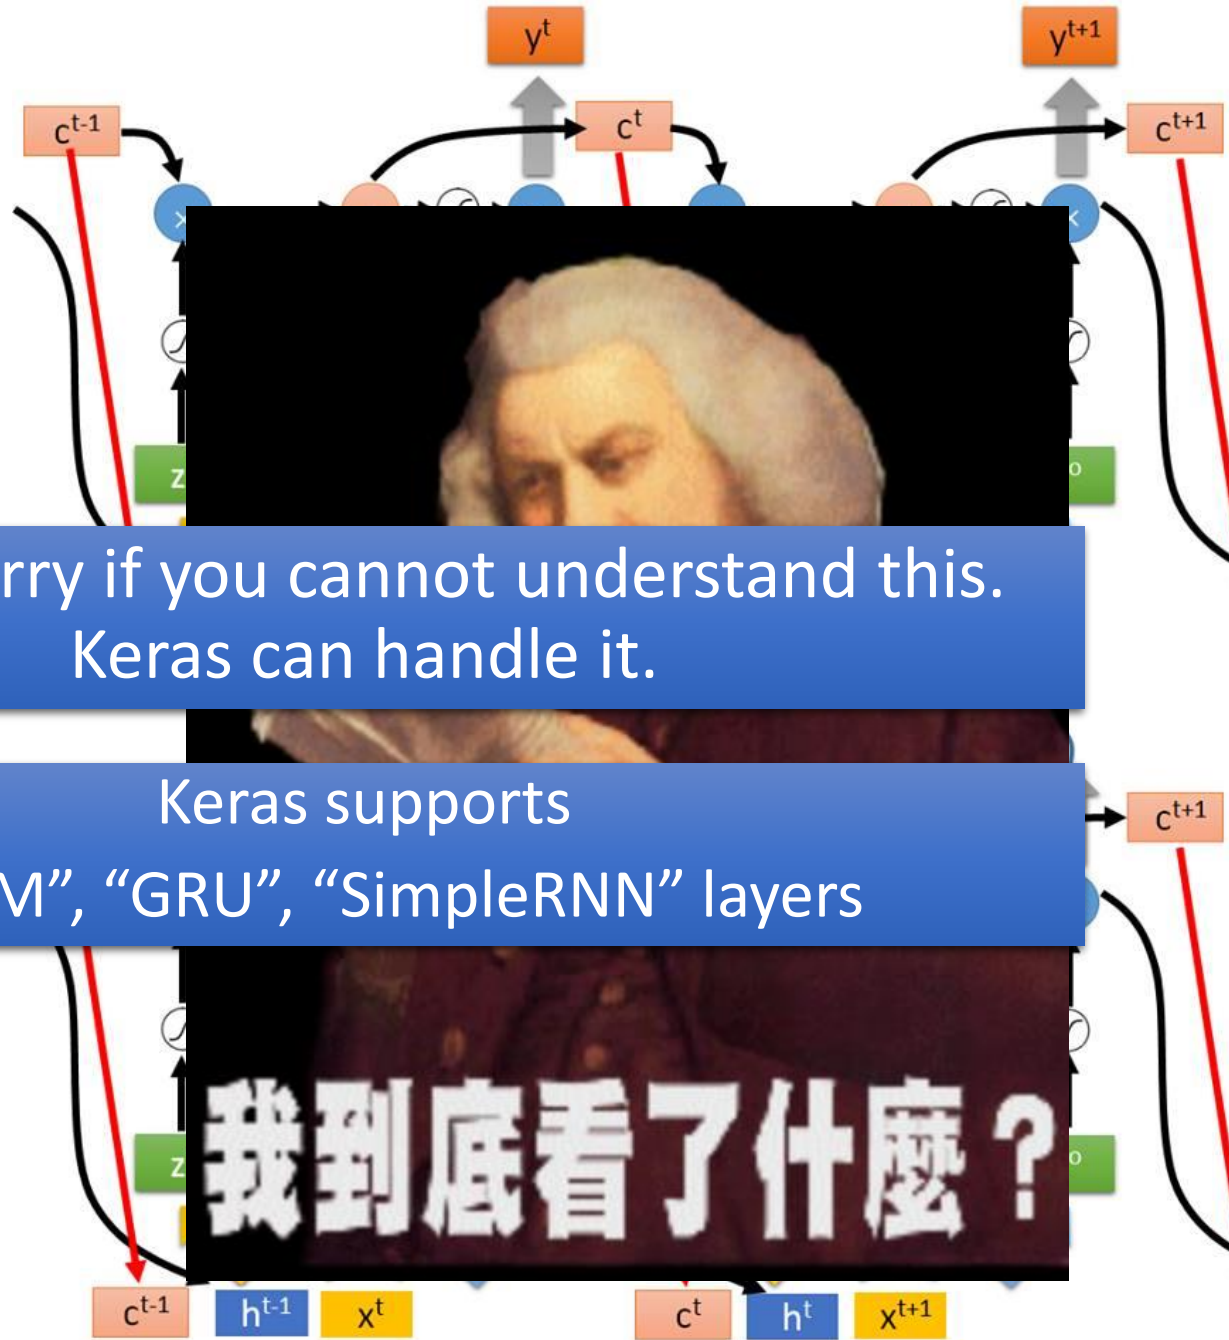 y^t
y^t+1
c^t-1
c^t
c^t+1
z
o
rry if you cannot understand this.
Keras can handle it.
Keras supports
c^t+1
M”, “GRU”, “SimpleRNN” layers
我到底看了什麼？
z
o
c^t-1
h^t-1
x^t
c^t
h^t
x^t+1